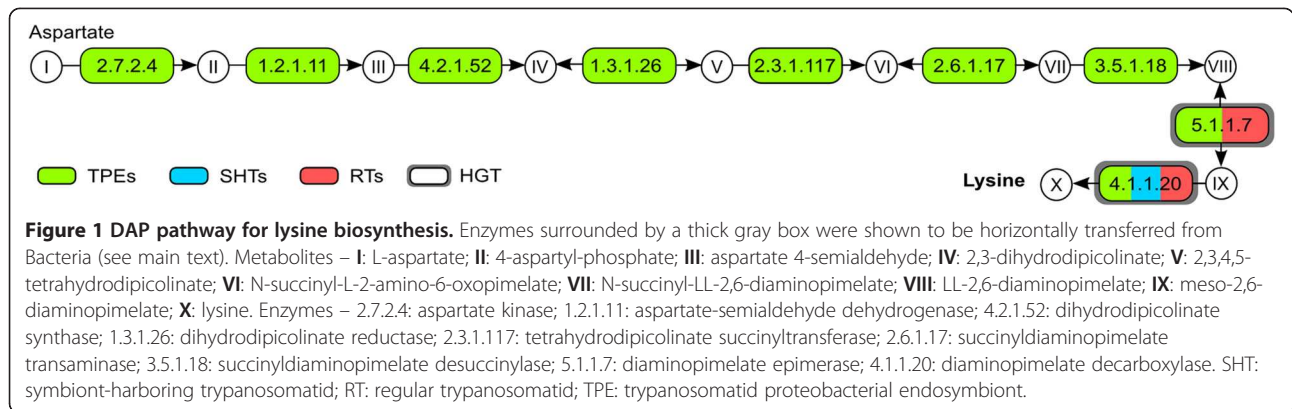 Aspartate
I 2.7.2.4 II 1.2.1.11 III 4.2.1.52 IV 1.3.1.26 V 2.3.1.117 VI 2.6.1.17 VII 3.5.1.18 VIII
5.1.1.7
TPEs SHTs RTs HGT
Lysine X 4.1.1.20 IX
Figure 1 DAP pathway for lysine biosynthesis. Enzymes surrounded by a thick gray box were shown to be horizontally transferred from
Bacteria (see main text). Metabolites – I: L-aspartate; II: 4-aspartyl-phosphate; III: aspartate 4-semialdehyde; IV: 2,3-dihydrodipicolinate; V: 2,3,4,5-
tetrahydrodipicolinate; VI: N-succinyl-L-2-amino-6-oxopimelate; VII: N-succinyl-LL-2,6-diaminopimelate; VIII: LL-2,6-diaminopimelate; IX: meso-2,6-
diaminopimelate; X: lysine. Enzymes – 2.7.2.4: aspartate kinase; 1.2.1.11: aspartate-semialdehyde dehydrogenase; 4.2.1.52: dihydrodipicolinate
synthase; 1.3.1.26: dihydrodipicolinate reductase; 2.3.1.117: tetrahydrodipicolinate succinyltransferase; 2.6.1.17: succinyldiaminopimelate
transaminase; 3.5.1.18: succinyldiaminopimelate desuccinylase; 5.1.1.7: diaminopimelate epimerase; 4.1.1.20: diaminopimelate decarboxylase. SHT:
symbiont-harboring trypanosomatid; RT: regular trypanosomatid; TPE: trypanosomatid proteobacterial endosymbiont.